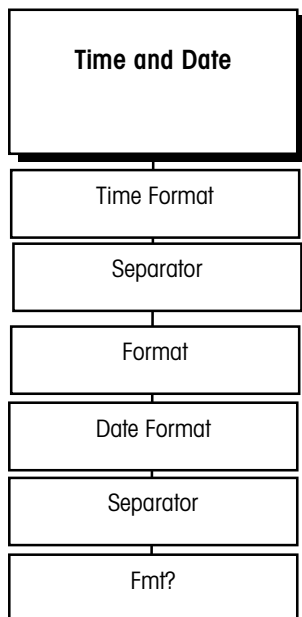 Time and Date
Time Format
Separator
Format
Date Format
Separator
Fmt?